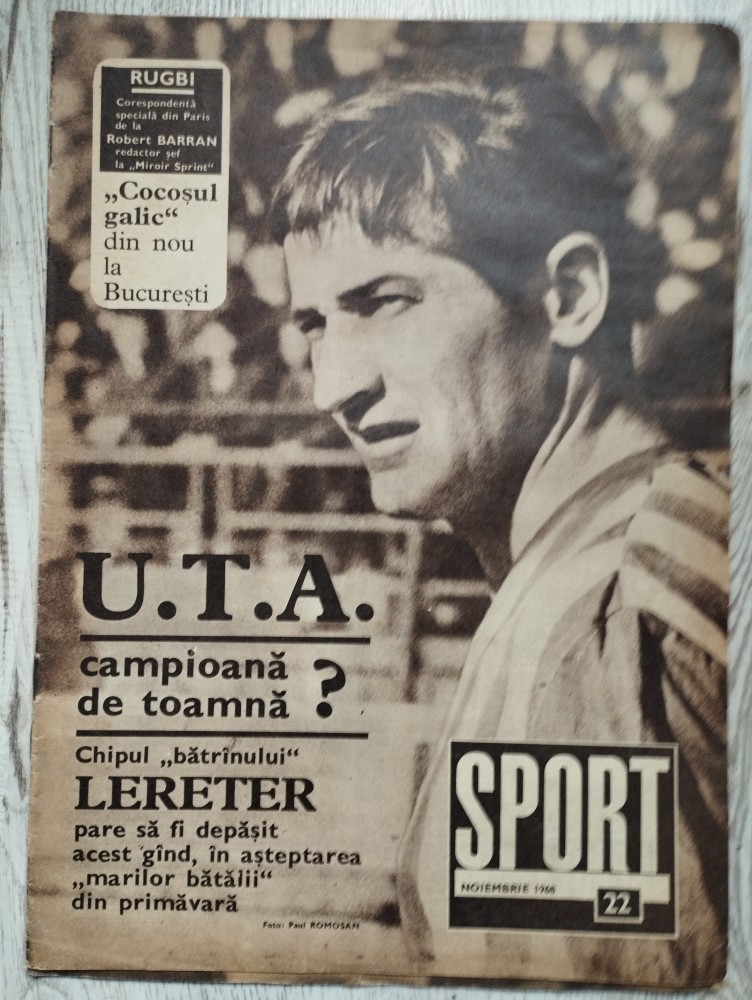 RUGBI
Corespondență
specială din Paris
de la
Robert BARRAN
redactor șef
la „Miroir Sprint“
„Cocoșul
galic“
din nou
la
București
U.T.A.
campioană
de toamnă ?
Chipul „bătrînului“
LERETER
pare să fi depășit
acest gînd, în așteptarea
„marilor bătălii“
din primăvară
Foto: Paul ROMOȘAN
SPORT
NOIEMBRIE 1968
22